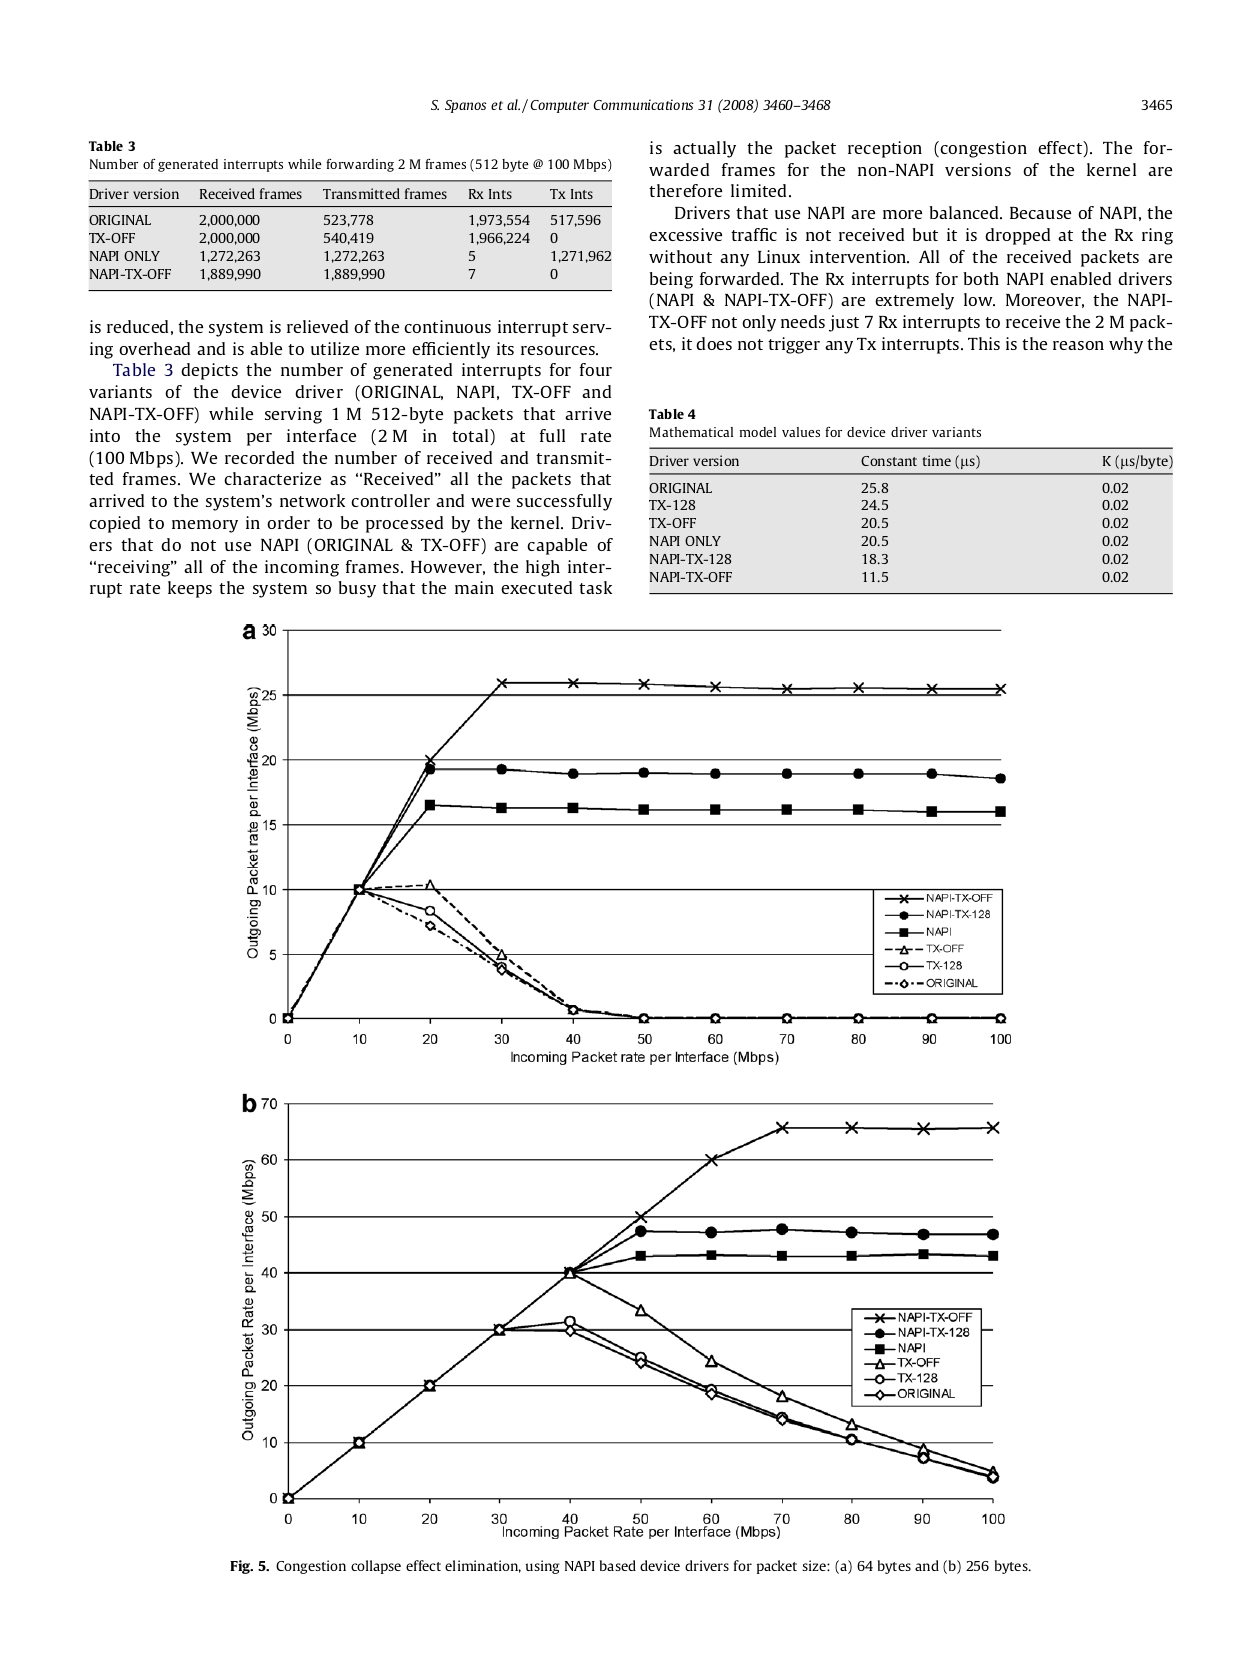 S. Spanos et al. / Computer Communications 31 (2008) 3460–3468
3465
Table 3
Number of generated interrupts while forwarding 2 M frames (512 byte @ 100 Mbps)
Driver version Received frames Transmitted frames Rx Ints Tx Ints
ORIGINAL 2,000,000 523,778 1,973,554 517,596
TX-OFF 2,000,000 540,419 1,966,224 0
NAPI ONLY 1,272,263 1,272,263 5 1,271,962
NAPI-TX-OFF 1,889,990 1,889,990 7 0
is reduced, the system is relieved of the continuous interrupt serv-
ing overhead and is able to utilize more efficiently its resources.
Table 3 depicts the number of generated interrupts for four
variants of the device driver (ORIGINAL, NAPI, TX-OFF and
NAPI-TX-OFF) while serving 1 M 512-byte packets that arrive
into the system per interface (2 M in total) at full rate
(100 Mbps). We recorded the number of received and transmit-
ted frames. We characterize as “Received” all the packets that
arrived to the system’s network controller and were successfully
copied to memory in order to be processed by the kernel. Driv-
ers that do not use NAPI (ORIGINAL & TX-OFF) are capable of
“receiving” all of the incoming frames. However, the high inter-
rupt rate keeps the system so busy that the main executed task
is actually the packet reception (congestion effect). The for-
warded frames for the non-NAPI versions of the kernel are
therefore limited.
Drivers that use NAPI are more balanced. Because of NAPI, the
excessive traffic is not received but it is dropped at the Rx ring
without any Linux intervention. All of the received packets are
being forwarded. The Rx interrupts for both NAPI enabled drivers
(NAPI & NAPI-TX-OFF) are extremely low. Moreover, the NAPI-
TX-OFF not only needs just 7 Rx interrupts to receive the 2 M pack-
ets, it does not trigger any Tx interrupts. This is the reason why the
Table 4
Mathematical model values for device driver variants
Driver version Constant time (μs) K (μs/byte)
ORIGINAL 25.8 0.02
TX-128 24.5 0.02
TX-OFF 20.5 0.02
NAPI ONLY 20.5 0.02
NAPI-TX-128 18.3 0.02
NAPI-TX-OFF 11.5 0.02
a
30
25
20
15
10
5
0
Outgoing Packet rate per Interface (Mbps)
NAPI-TX-OFF
NAPI-TX-128
NAPI
TX-OFF
TX-128
ORIGINAL
0 10 20 30 40 50 60 70 80 90 100
Incoming Packet rate per Interface (Mbps)
b
70
60
50
40
30
20
10
0
Outgoing Packet Rate per Interface (Mbps)
NAPI-TX-OFF
NAPI-TX-128
NAPI
TX-OFF
TX-128
ORIGINAL
0 10 20 30 40 50 60 70 80 90 100
Incoming Packet Rate per Interface (Mbps)
Fig. 5. Congestion collapse effect elimination, using NAPI based device drivers for packet size: (a) 64 bytes and (b) 256 bytes.